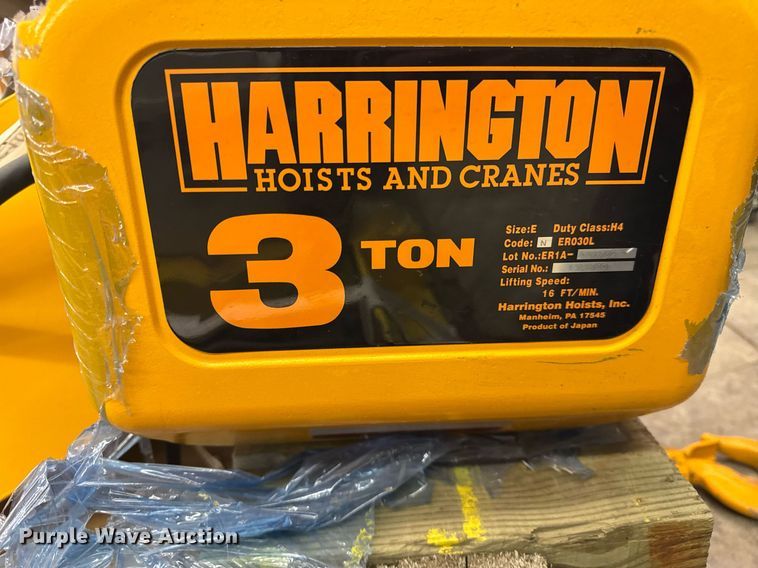 HARRINGTON
HOISTS AND CRANES
3 TON
Size:E Duty Class:H4
Code: N ER030L
Lot No.:ER1A-
Serial No.:
Lifting Speed:
16 FT/MIN.
Harrington Hoists, Inc.
Manheim, PA 17545
Product of Japan
Purple Wave Auction